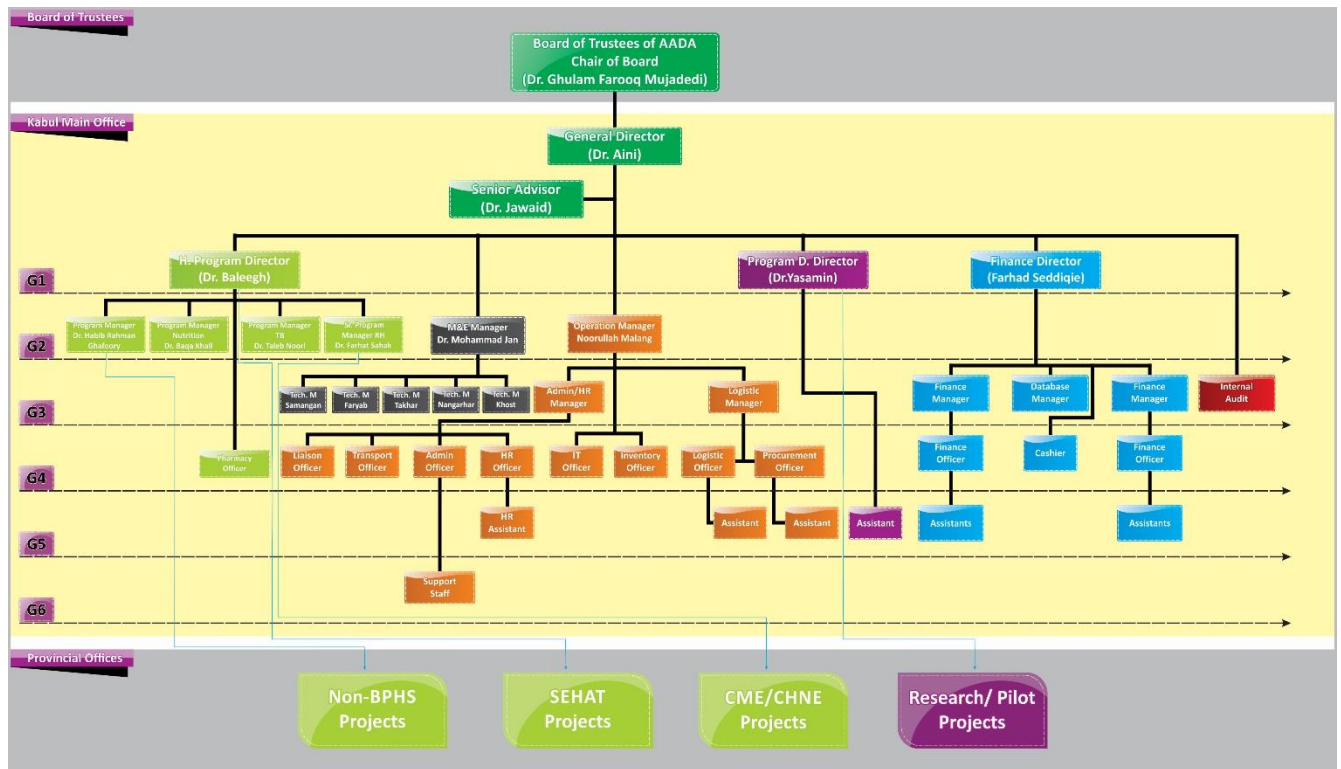 Board of Trustees
Board of Trustees of AADA
Chair of Board
(Dr. Ghulam Farooq Mujadedi)
Kabul Main Office
General Director
(Dr. Aini)
Senior Advisor
(Dr. Jawaid)
H. Program Director
(Dr. Baleegh)
Program D. Director
(Dr.Yasamin)
Finance Director
(Farhad Seddiqie)
G1
Program Manager
Dr. Habib Rahman
Ghafoory
Program Manager
Nutrition
Dr. Baqa Khalil
Program Manager
TB
Dr. Taleb Noori
Sr. Program
Manager RH
Dr. Farhat Sahak
M&E Manager
Dr. Mohammad Jan
Operation Manager
Noorullah Malang
G2
Tech. M
Samangan
Tech. M
Faryab
Tech. M
Takhar
Tech. M
Nangarhar
Tech. M
Khost
Admin/HR
Manager
Logistic
Manager
Finance
Manager
Database
Manager
Finance
Manager
Internal
Audit
G3
Pharmacy
Officer
Liaison
Officer
Transport
Officer
Admin
Officer
HR
Officer
IT
Officer
Inventory
Officer
Logistic
Officer
Procurement
Officer
Finance
Officer
Cashier
Finance
Officer
G4
HR
Assistant
Assistant
Assistant
Assistant
Assistants
Assistants
G5
Support
Staff
G6
Provincial Offices
Non-BPHS
Projects
SEHAT
Projects
CME/CHNE
Projects
Research/ Pilot
Projects